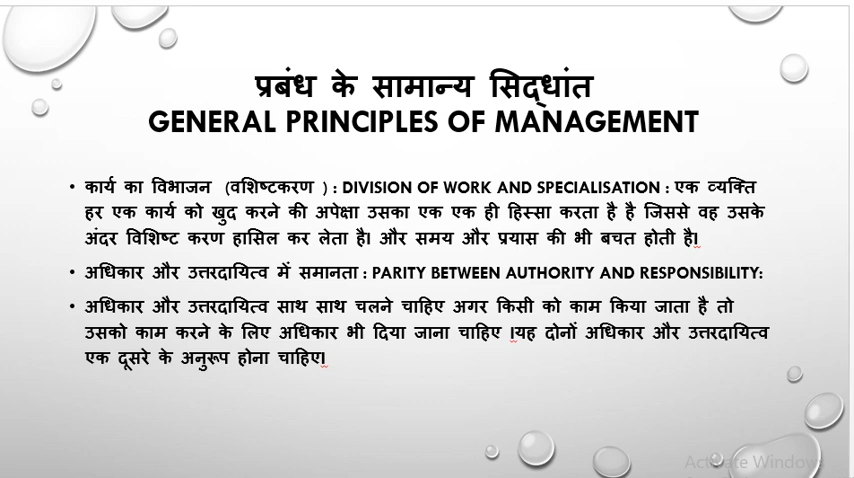 प्रबंध के सामान्य सिद्धांत
GENERAL PRINCIPLES OF MANAGEMENT
• कार्य का विभाजन (वशिष्टकरण ) : DIVISION OF WORK AND SPECIALISATION : एक व्यक्ति
हर एक कार्य को खुद करने की अपेक्षा उसका एक एक ही हिस्सा करता है है जिससे वह उसके
अंदर विशिष्ट करण हासिल कर लेता है। और समय और प्रयास की भी बचत होती है।
• अधिकार और उत्तरदायित्व में समानता : PARITY BETWEEN AUTHORITY AND RESPONSIBILITY:
• अधिकार और उत्तरदायित्व साथ साथ चलने चाहिए अगर किसी को काम किया जाता है तो
उसको काम करने के लिए अधिकार भी दिया जाना चाहिए ।यह दोनों अधिकार और उत्तरदायित्व
एक दूसरे के अनुरूप होना चाहिए।
Activate Windows